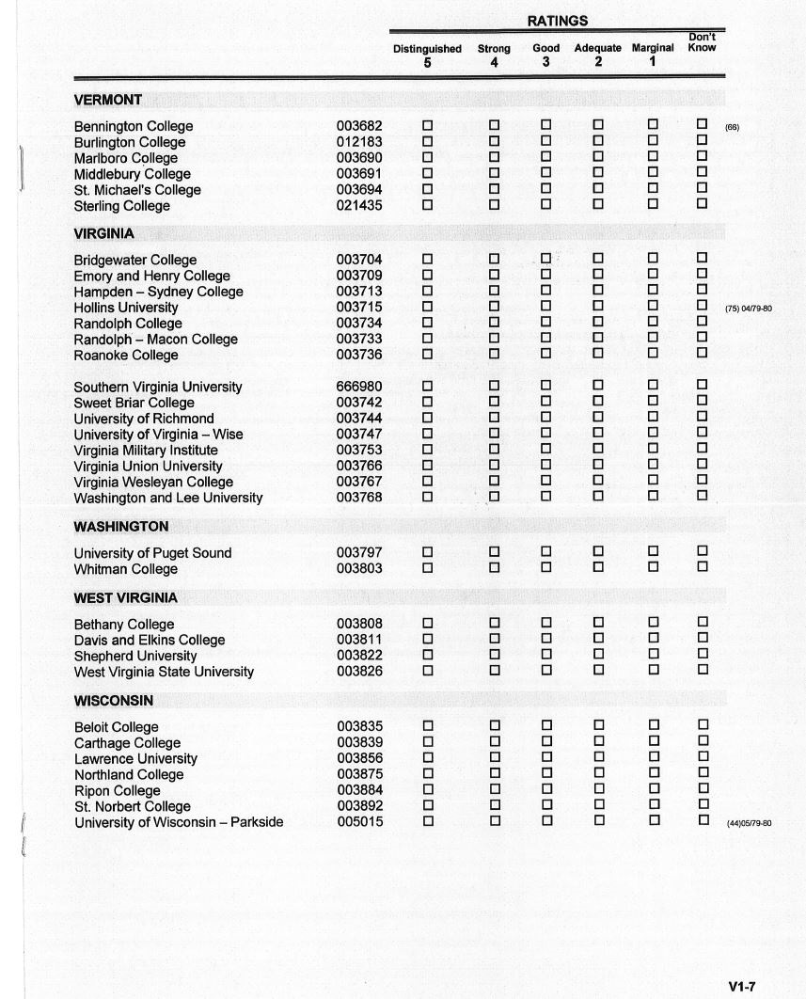 RATINGS
Don't
Distinguished Strong Good Adequate Marginal Know
5 4 3 2 1
VERMONT
Bennington College 003682 ☐ ☐ ☐ ☐ ☐ ☐ (66)
Burlington College 012183 ☐ ☐ ☐ ☐ ☐ ☐
Marlboro College 003690 ☐ ☐ ☐ ☐ ☐ ☐
Middlebury College 003691 ☐ ☐ ☐ ☐ ☐ ☐
St. Michael's College 003694 ☐ ☐ ☐ ☐ ☐ ☐
Sterling College 021435 ☐ ☐ ☐ ☐ ☐ ☐
VIRGINIA
Bridgewater College 003704 ☐ ☐ ☐ ☐ ☐ ☐
Emory and Henry College 003709 ☐ ☐ ☐ ☐ ☐ ☐
Hampden – Sydney College 003713 ☐ ☐ ☐ ☐ ☐ ☐
Hollins University 003715 ☐ ☐ ☐ ☐ ☐ ☐ (75) 04/79-80
Randolph College 003734 ☐ ☐ ☐ ☐ ☐ ☐
Randolph – Macon College 003733 ☐ ☐ ☐ ☐ ☐ ☐
Roanoke College 003736 ☐ ☐ ☐ ☐ ☐ ☐
Southern Virginia University 666980 ☐ ☐ ☐ ☐ ☐ ☐
Sweet Briar College 003742 ☐ ☐ ☐ ☐ ☐ ☐
University of Richmond 003744 ☐ ☐ ☐ ☐ ☐ ☐
University of Virginia – Wise 003747 ☐ ☐ ☐ ☐ ☐ ☐
Virginia Military Institute 003753 ☐ ☐ ☐ ☐ ☐ ☐
Virginia Union University 003766 ☐ ☐ ☐ ☐ ☐ ☐
Virginia Wesleyan College 003767 ☐ ☐ ☐ ☐ ☐ ☐
Washington and Lee University 003768 ☐ ☐ ☐ ☐ ☐ ☐
WASHINGTON
University of Puget Sound 003797 ☐ ☐ ☐ ☐ ☐ ☐
Whitman College 003803 ☐ ☐ ☐ ☐ ☐ ☐
WEST VIRGINIA
Bethany College 003808 ☐ ☐ ☐ ☐ ☐ ☐
Davis and Elkins College 003811 ☐ ☐ ☐ ☐ ☐ ☐
Shepherd University 003822 ☐ ☐ ☐ ☐ ☐ ☐
West Virginia State University 003826 ☐ ☐ ☐ ☐ ☐ ☐
WISCONSIN
Beloit College 003835 ☐ ☐ ☐ ☐ ☐ ☐
Carthage College 003839 ☐ ☐ ☐ ☐ ☐ ☐
Lawrence University 003856 ☐ ☐ ☐ ☐ ☐ ☐
Northland College 003875 ☐ ☐ ☐ ☐ ☐ ☐
Ripon College 003884 ☐ ☐ ☐ ☐ ☐ ☐
St. Norbert College 003892 ☐ ☐ ☐ ☐ ☐ ☐
University of Wisconsin – Parkside 005015 ☐ ☐ ☐ ☐ ☐ ☐ (44)05/79-80
V1-7